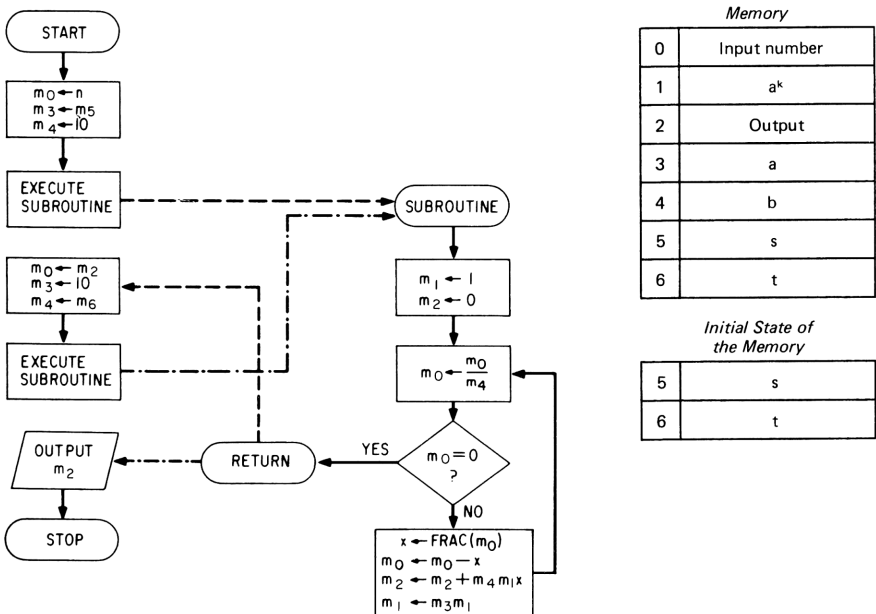 START
m0 ← n
m3 ← m5
m4 ← 10
EXECUTE
SUBROUTINE
m0 ← m2
m3 ← 10
m4 ← m6
EXECUTE
SUBROUTINE
OUTPUT
m2
STOP
SUBROUTINE
m1 ← 1
m2 ← 0
m0 ← m0/m4
m0 = 0
?
YES
RETURN
NO
x ← FRAC(m0)
m0 ← m0 − x
m2 ← m2 + m4m1x
m1 ← m3m1
Memory
0 Input number
1 a^k
2 Output
3 a
4 b
5 s
6 t
Initial State of
the Memory
5 s
6 t